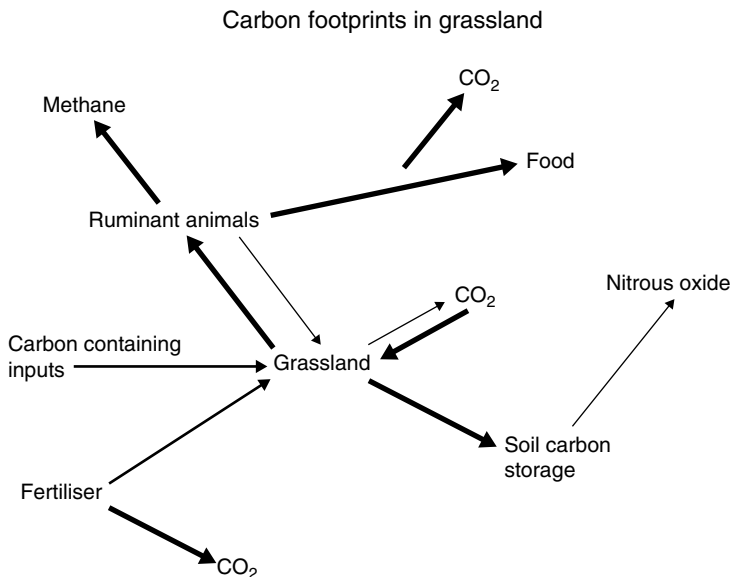 Carbon footprints in grassland
CO₂
Methane
Food
Ruminant animals
Nitrous oxide
CO₂
Carbon containing
inputs
Grassland
Soil carbon
storage
Fertiliser
CO₂